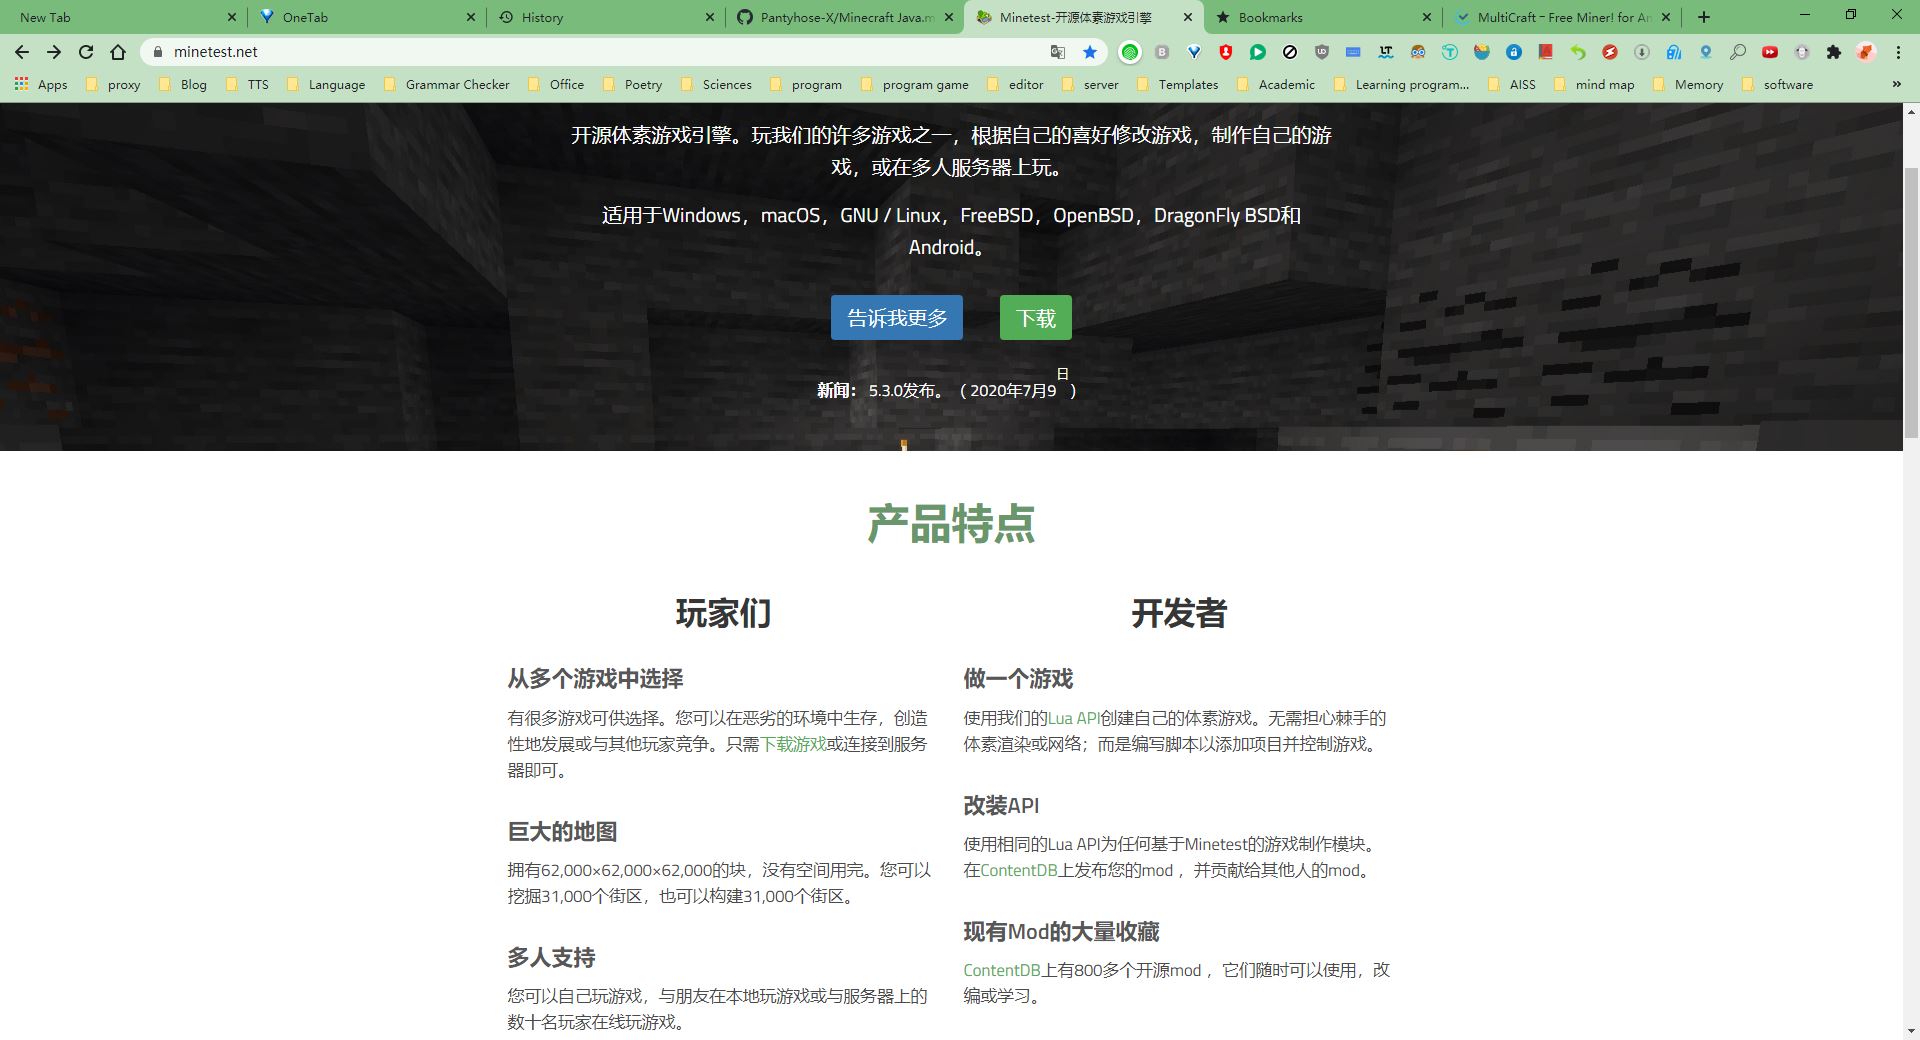 New Tab
OneTab
History
Pantyhose-X/Minecraft Java.m
Minetest-开源体素游戏引擎
Bookmarks
MultiCraft – Free Miner! for An
minetest.net
Apps
proxy
Blog
TTS
Language
Grammar Checker
Office
Poetry
Sciences
program
program game
editor
server
Templates
Academic
Learning program...
AISS
mind map
Memory
software
»
开源体素游戏引擎。玩我们的许多游戏之一，根据自己的喜好修改游戏，制作自己的游
戏，或在多人服务器上玩。
适用于Windows，macOS，GNU / Linux，FreeBSD，OpenBSD，DragonFly BSD和
Android。
告诉我更多
下载
新闻： 5.3.0发布。（ 2020年7月9日）
产品特点
玩家们
从多个游戏中选择
有很多游戏可供选择。您可以在恶劣的环境中生存，创造
性地发展或与其他玩家竞争。只需下载游戏或连接到服务
器即可。
巨大的地图
拥有62,000×62,000×62,000的块，没有空间用完。您可以
挖掘31,000个街区，也可以构建31,000个街区。
多人支持
您可以自己玩游戏，与朋友在本地玩游戏或与服务器上的
数十名玩家在线玩游戏。
开发者
做一个游戏
使用我们的Lua API创建自己的体素游戏。无需担心棘手的
体素渲染或网络；而是编写脚本以添加项目并控制游戏。
改装API
使用相同的Lua API为任何基于Minetest的游戏制作模块。
在ContentDB上发布您的mod ，并贡献给其他人的mod。
现有Mod的大量收藏
ContentDB上有800多个开源mod ，它们随时可以使用，改
编或学习。